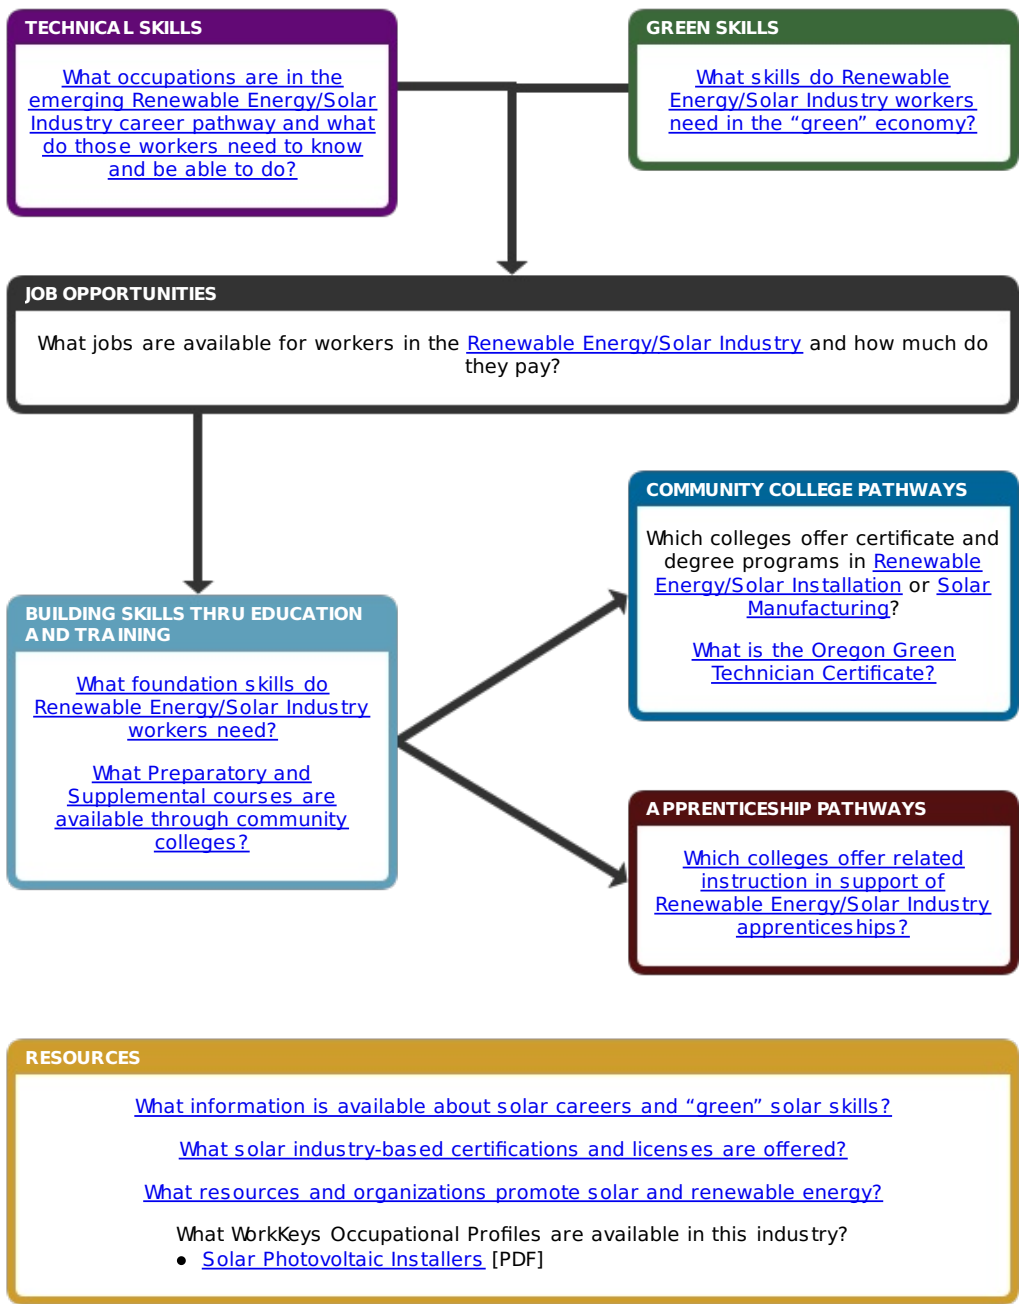 TECHNICAL SKILLS
What occupations are in the
emerging Renewable Energy/Solar
Industry career pathway and what
do those workers need to know
and be able to do?
GREEN SKILLS
What skills do Renewable
Energy/Solar Industry workers
need in the “green” economy?
JOB OPPORTUNITIES
What jobs are available for workers in the Renewable Energy/Solar Industry and how much do
they pay?
COMMUNITY COLLEGE PATHWAYS
Which colleges offer certificate and
degree programs in Renewable
Energy/Solar Installation or Solar
Manufacturing?
What is the Oregon Green
Technician Certificate?
BUILDING SKILLS THRU EDUCATION
AND TRAINING
What foundation skills do
Renewable Energy/Solar Industry
workers need?
What Preparatory and
Supplemental courses are
available through community
colleges?
APPRENTICESHIP PATHWAYS
Which colleges offer related
instruction in support of
Renewable Energy/Solar Industry
apprenticeships?
RESOURCES
What information is available about solar careers and “green” solar skills?
What solar industry-based certifications and licenses are offered?
What resources and organizations promote solar and renewable energy?
What WorkKeys Occupational Profiles are available in this industry?
• Solar Photovoltaic Installers [PDF]